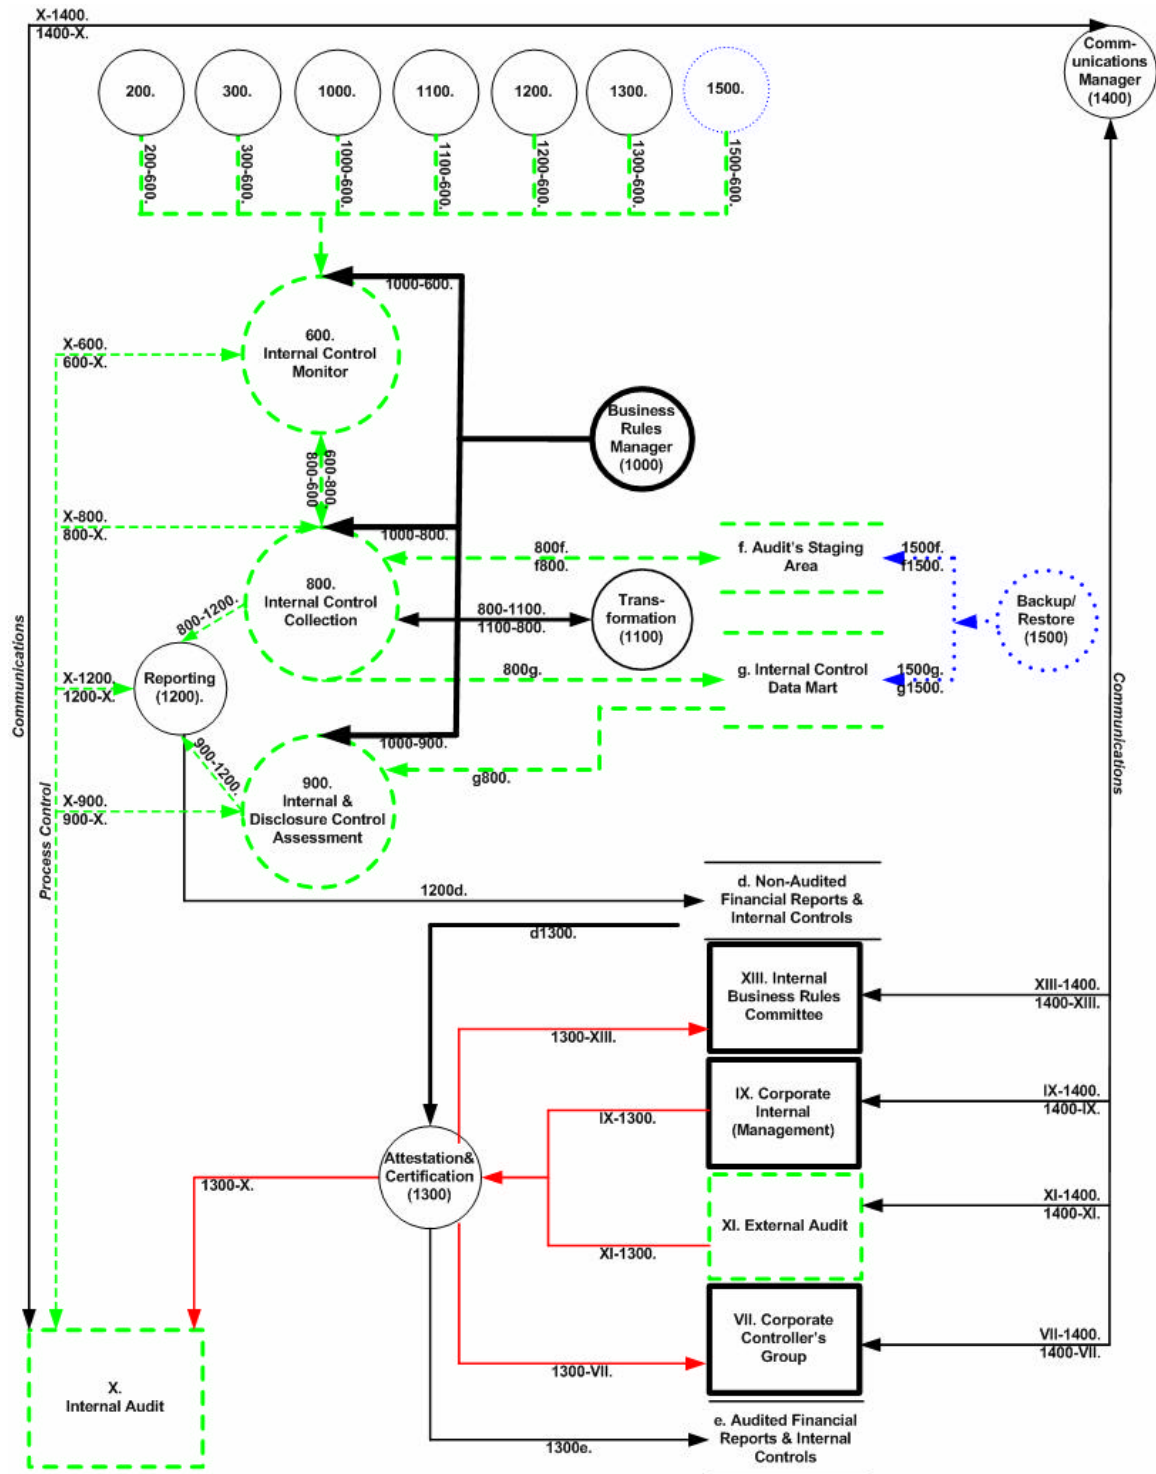 X-1400.
1400-X.
Comm-
unications
Manager
(1400)
200.
300.
1000.
1100.
1200.
1300.
1500.
200-600.
300-600.
1000-600.
1100-600.
1200-600.
1300-600.
1500-600.
1000-600.
600.
Internal Control
Monitor
X-600.
600-X.
Business
Rules
Manager
(1000)
600-800.
800-600
X-800.
800-X.
1000-800.
800f.
f800.
f. Audit's Staging
Area
1500f.
f1500.
800.
Internal Control
Collection
800-1100.
1100-800.
Trans-
formation
(1100)
Backup/
Restore
(1500)
800-1200.
X-1200.
1200-X.
Reporting
(1200).
800g.
g. Internal Control
Data Mart
1500g.
g1500.
Communications
Communications
1000-900.
900-1200.
g800.
900.
Internal &
Disclosure Control
Assessment
X-900.
900-X.
Process Control
1200d.
d. Non-Audited
Financial Reports &
Internal Controls
d1300.
XIII. Internal
Business Rules
Committee
XIII-1400.
1400-XIII.
1300-XIII.
IX. Corporate
Internal
(Management)
IX-1400.
1400-IX.
IX-1300.
Attestation&
Certification
(1300)
1300-X.
XI. External Audit
XI-1400.
1400-XI.
XI-1300.
VII. Corporate
Controller's
Group
VII-1400.
1400-VII.
1300-VII.
X.
Internal Audit
1300e.
e. Audited Financial
Reports & Internal
Controls